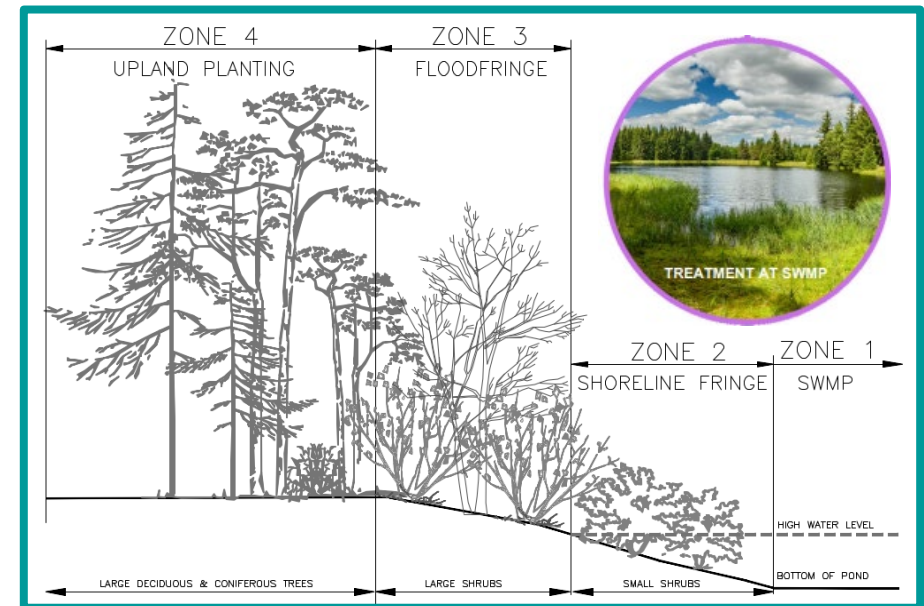 ZONE 4
UPLAND PLANTING
ZONE 3
FLOODFRINGE
TREATMENT AT SWMP
ZONE 2
SHORELINE FRINGE
ZONE 1
SWMP
HIGH WATER LEVEL
BOTTOM OF POND
LARGE DECIDUOUS & CONIFEROUS TREES
LARGE SHRUBS
SMALL SHRUBS